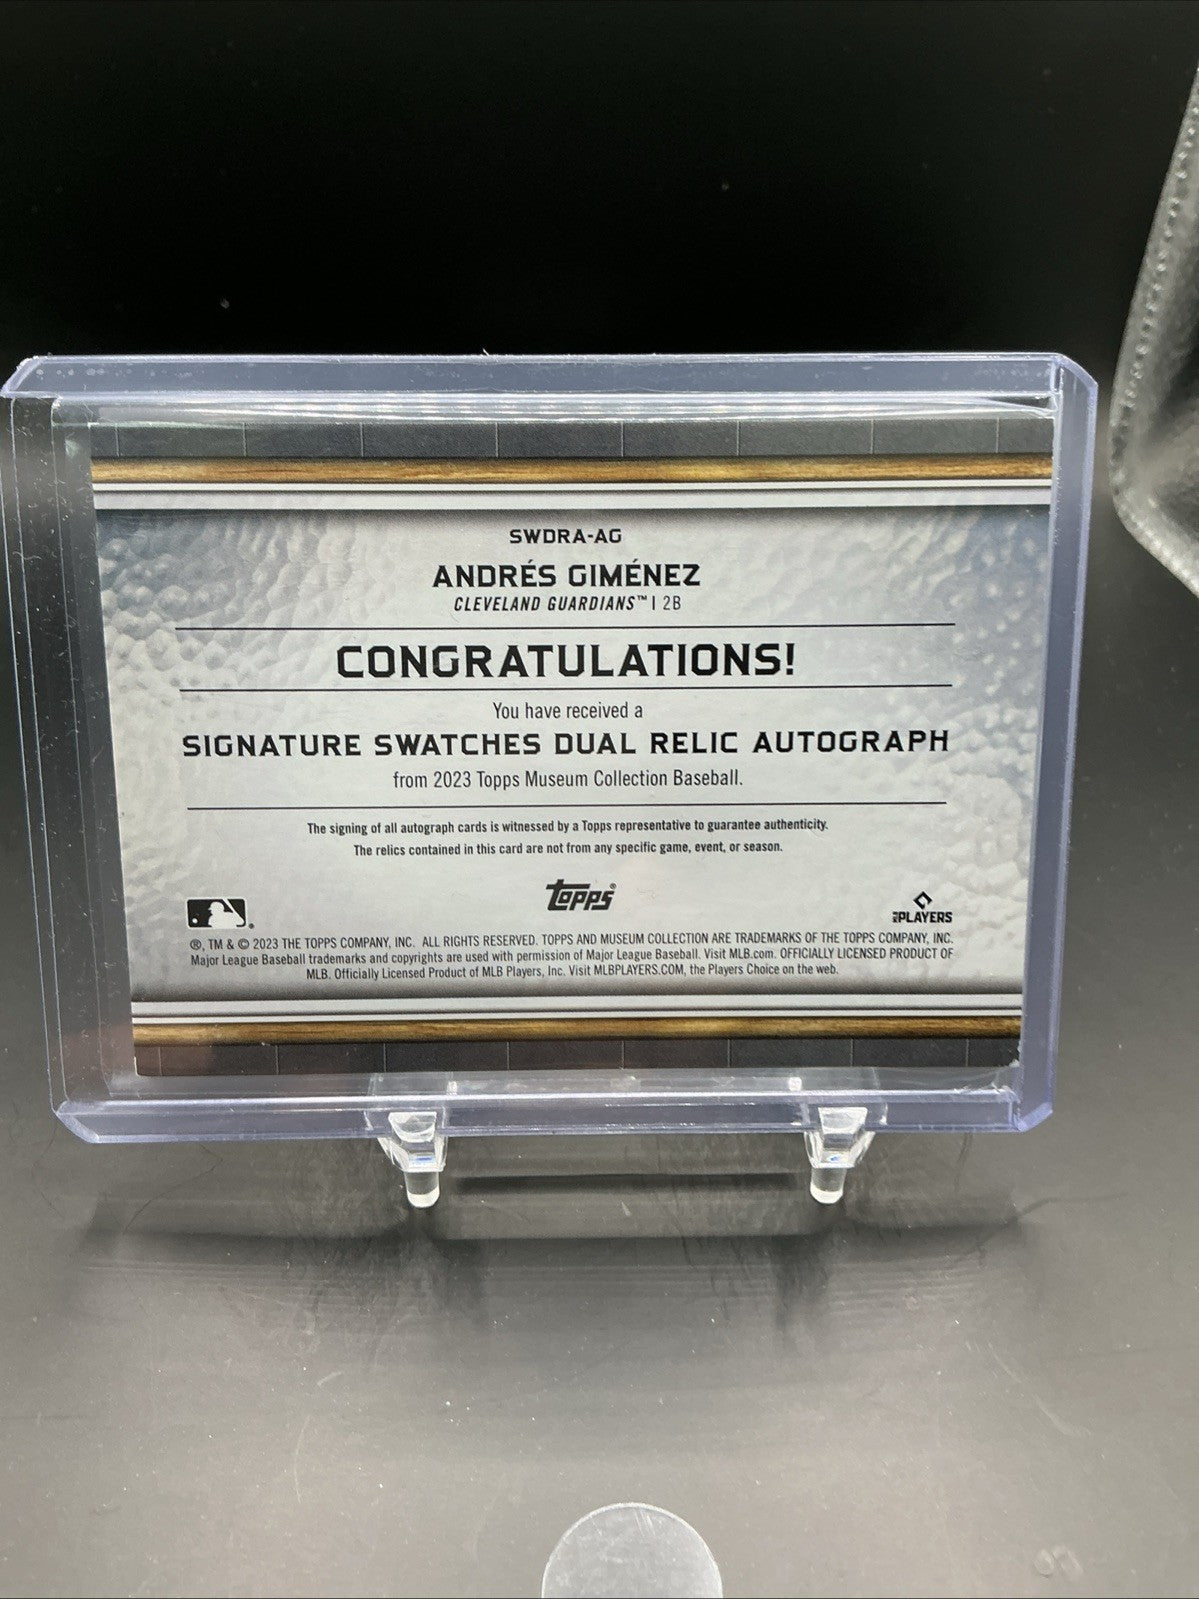 SWDRA-AG
ANDRÉS GIMÉNEZ
CLEVELAND GUARDIANS™ | 2B
CONGRATULATIONS!
You have received a
SIGNATURE SWATCHES DUAL RELIC AUTOGRAPH
from 2023 Topps Museum Collection Baseball.
The signing of all autograph cards is witnessed by a Topps representative to guarantee authenticity.
The relics contained in this card are not from any specific game, event, or season.
topps®
MLB PLAYERS
®, TM & © 2023 THE TOPPS COMPANY, INC. ALL RIGHTS RESERVED. TOPPS AND MUSEUM COLLECTION ARE TRADEMARKS OF THE TOPPS COMPANY, INC.
Major League Baseball trademarks and copyrights are used with permission of Major League Baseball. Visit MLB.com. OFFICIALLY LICENSED PRODUCT OF
MLB. Officially Licensed Product of MLB Players, Inc. Visit MLBPLAYERS.COM, the Players Choice on the web.